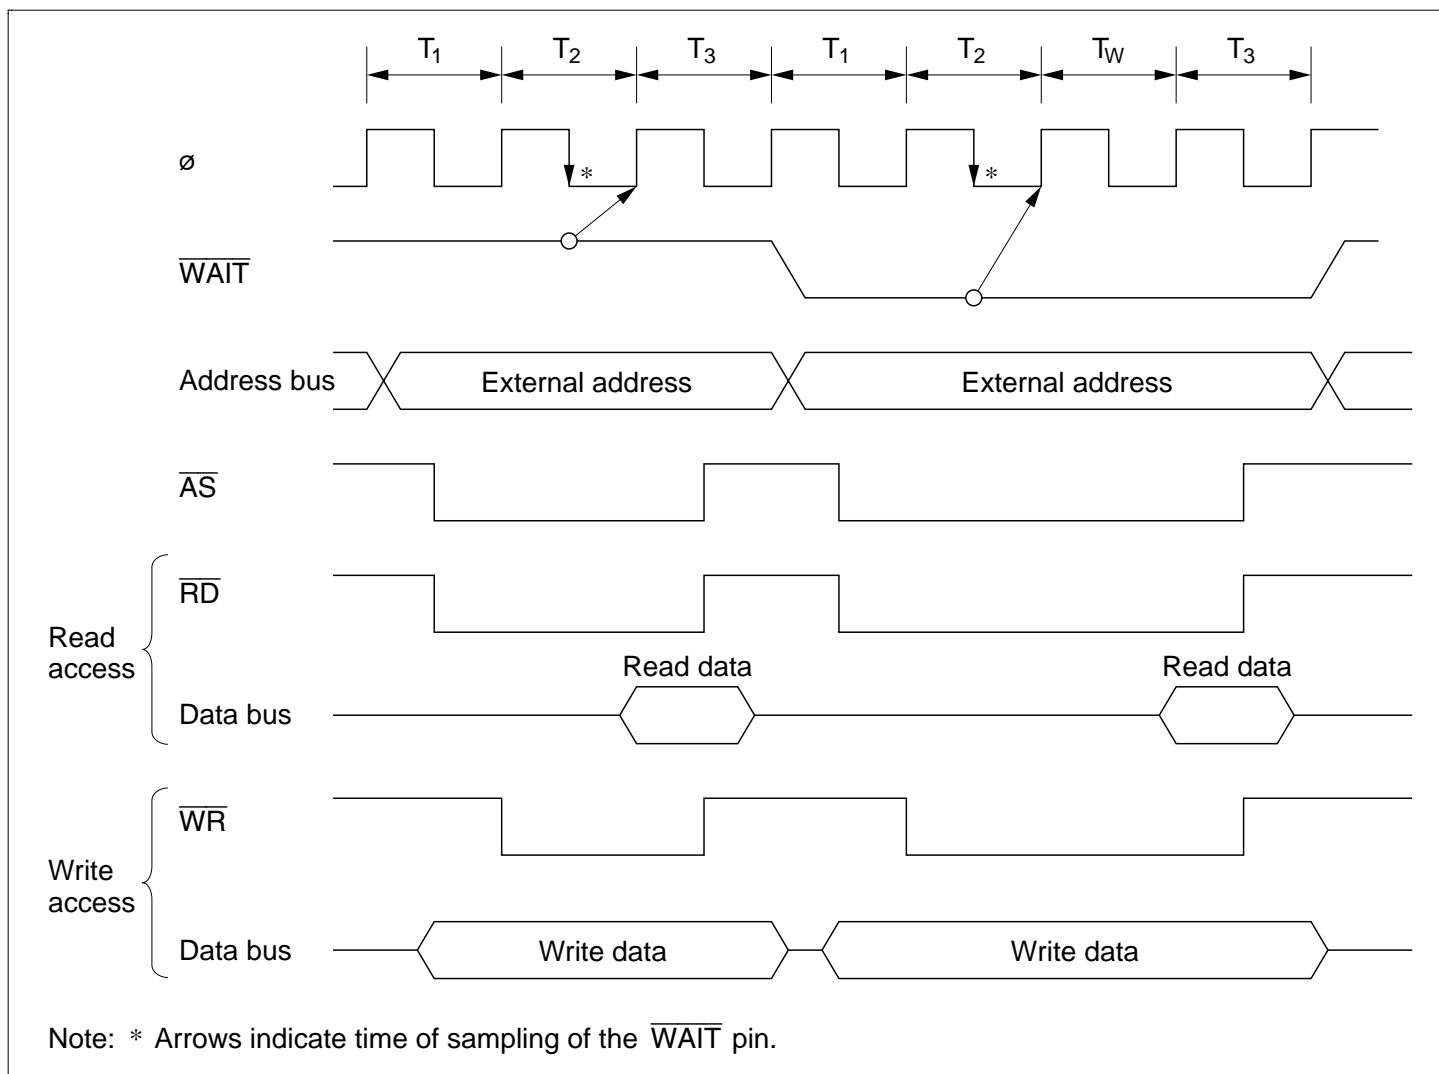 T1 T2 T3 T1 T2 TW T3
ø
*
*
WAIT
Address bus
External address
External address
AS
Read access
RD
Read data
Read data
Data bus
Write access
WR
Data bus
Write data
Write data
Note: * Arrows indicate time of sampling of the WAIT pin.